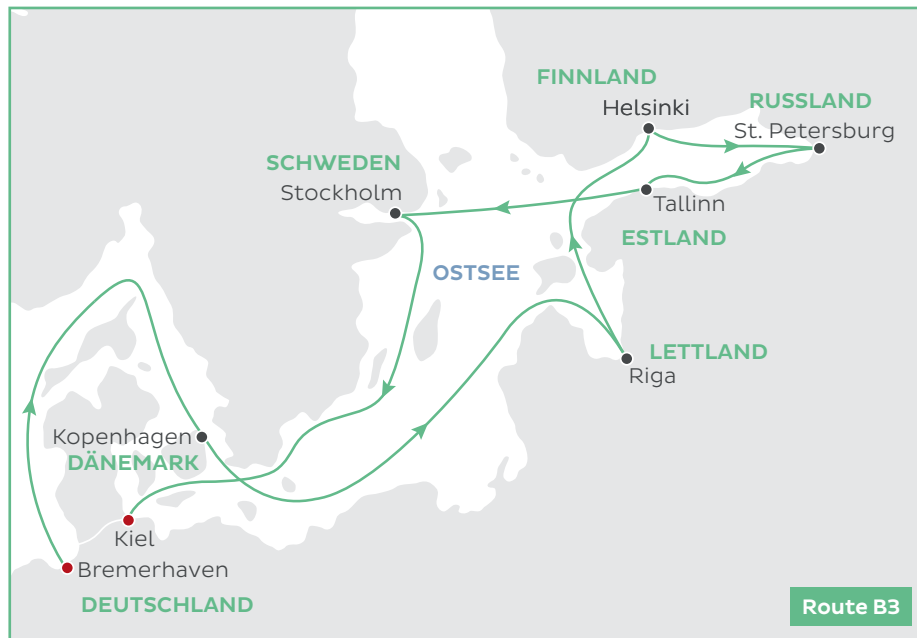 FINNLAND
Helsinki
RUSSLAND
St. Petersburg
SCHWEDEN
Stockholm
Tallinn
ESTLAND
OSTSEE
LETTLAND
Riga
Kopenhagen
DÄNEMARK
Kiel
Bremerhaven
DEUTSCHLAND
Route B3